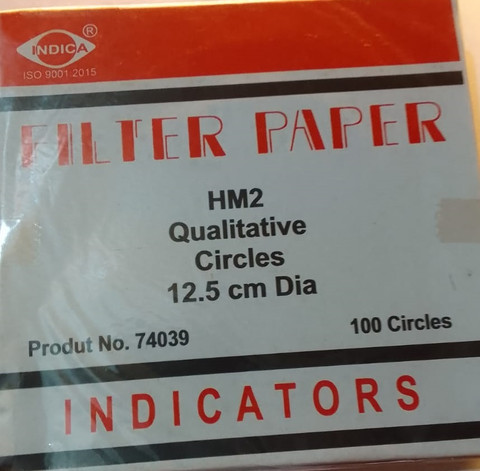 INDICA ®
ISO 9001:2015
FILTER PAPER
HM2
Qualitative
Circles
12.5 cm Dia
Produt No. 74039
100 Circles
INDICATORS